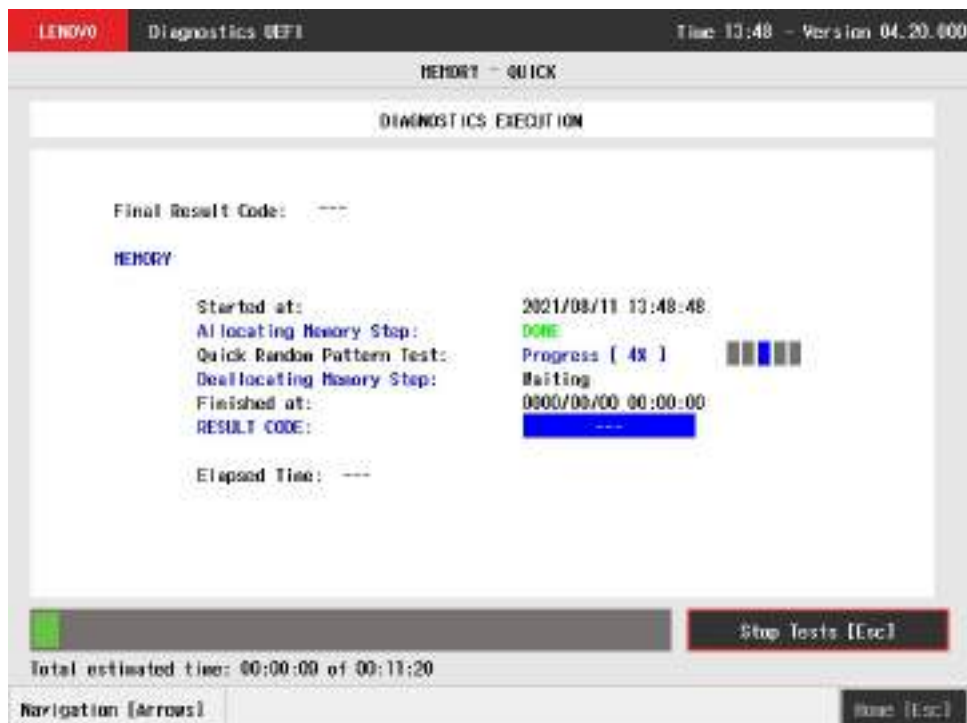 LENOVO Diagnostics UEFI Time 13:48 - Version 04.20.000
MEMORY - QUICK
DIAGNOSTICS EXECUTION
Final Result Code: ---
MEMORY
Started at: 2021/08/11 13:48:48
Allocating Memory Step: DONE
Quick Random Pattern Test: Progress [ 4% ]
Deallocating Memory Step: Waiting
Finished at: 0000/00/00 00:00:00
RESULT CODE: ---
Elapsed Time: ---
Stop Tests [Esc]
Total estimated time: 00:00:09 of 00:11:20
Navigation [Arrows] Home [Esc]